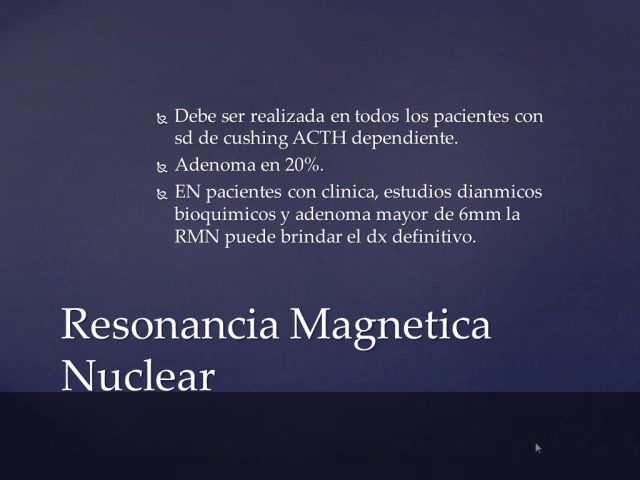 Debe ser realizada en todos los pacientes con
sd de cushing ACTH dependiente.
Adenoma en 20%.
EN pacientes con clinica, estudios dianmicos
bioquimicos y adenoma mayor de 6mm la
RMN puede brindar el dx definitivo.
Resonancia Magnetica
Nuclear